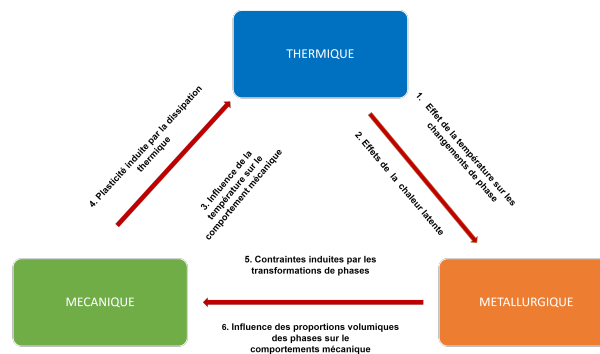 THERMIQUE
1. Effet de la température sur les
changements de phase
2. Effets de la chaleur latente
4. Plasticité induite par la dissipation
thermique
3. Influence de la
température sur le
comportement mécanique
5. Contraintes induites par les
transformations de phases
MECANIQUE
METALLURGIQUE
6. Influence des proportions volumiques
des phases sur le
comportements mécanique